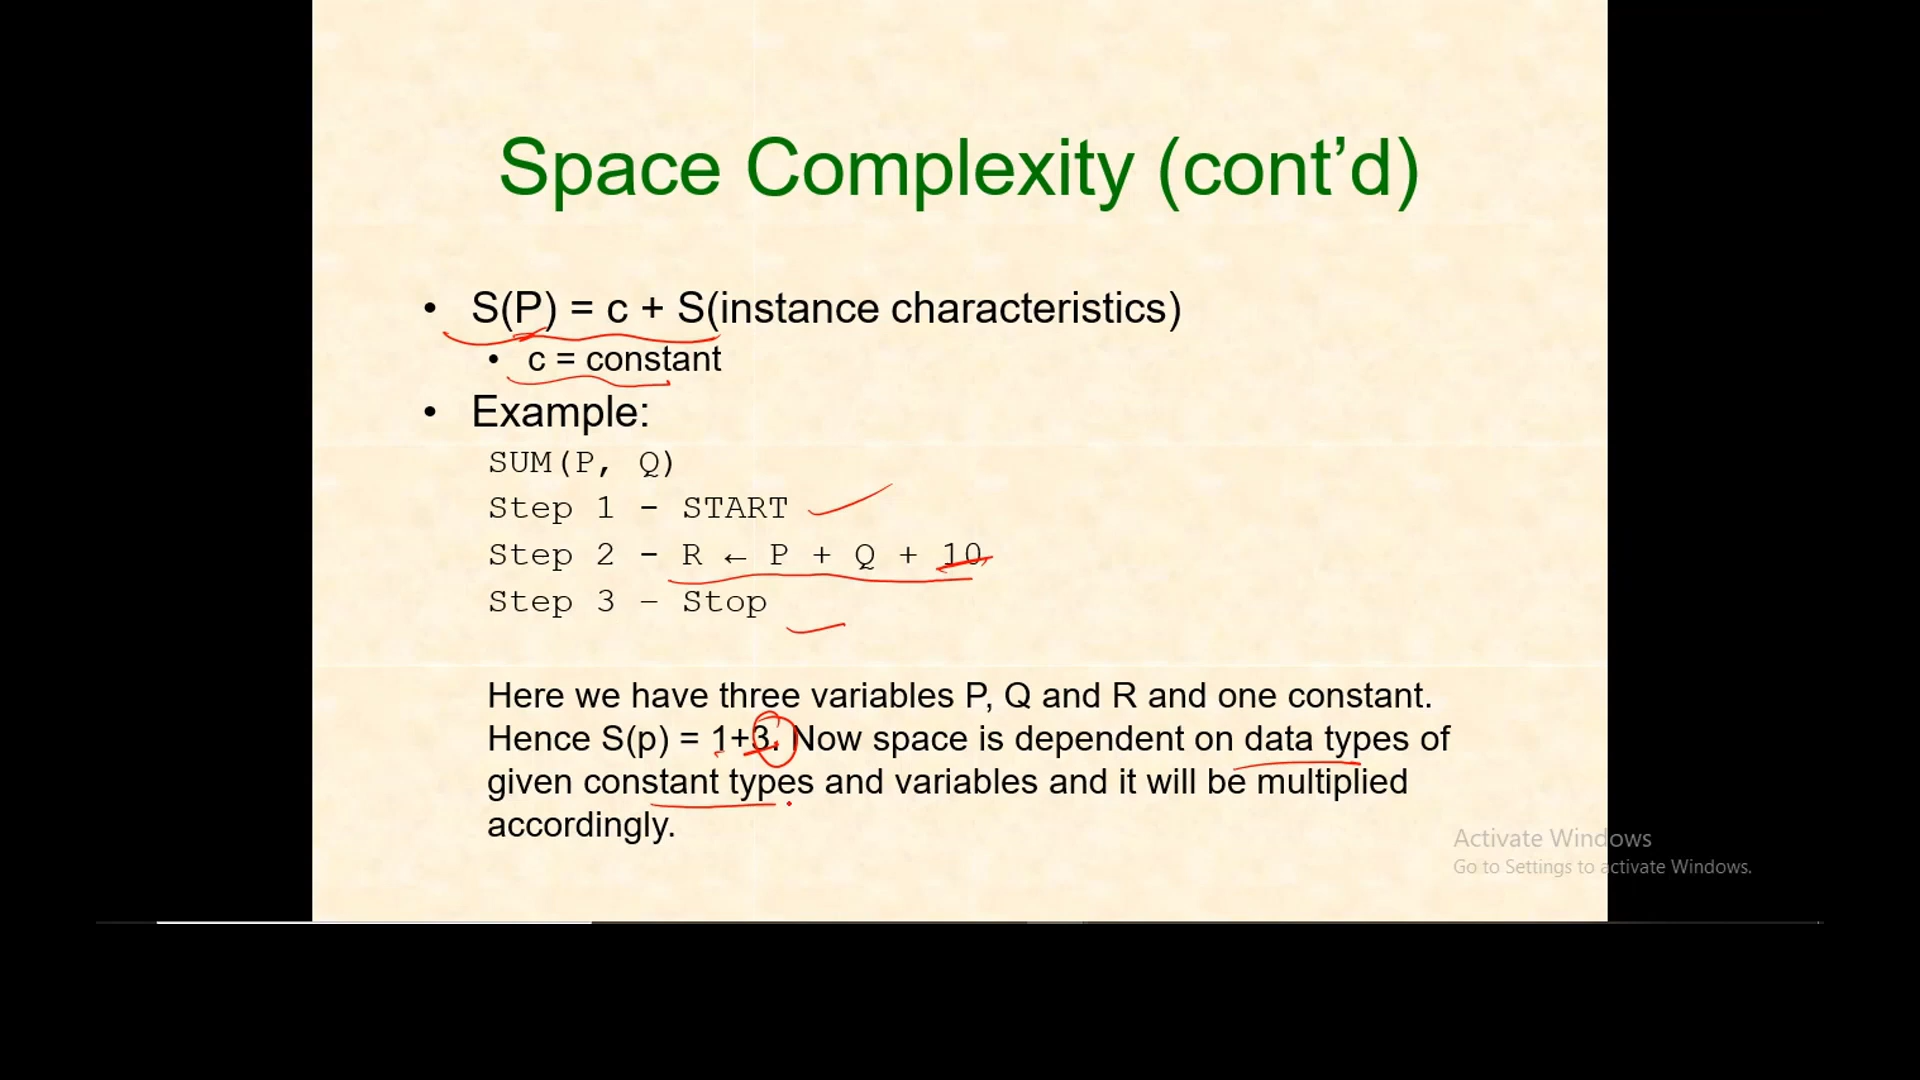 Space Complexity (cont’d)
• S(P) = c + S(instance characteristics)
• c = constant
• Example:
SUM(P, Q)
Step 1 - START
Step 2 - R ← P + Q + 10
Step 3 – Stop
Here we have three variables P, Q and R and one constant.
Hence S(p) = 1+3. Now space is dependent on data types of
given constant types and variables and it will be multiplied
accordingly.
Activate Windows
Go to Settings to activate Windows.